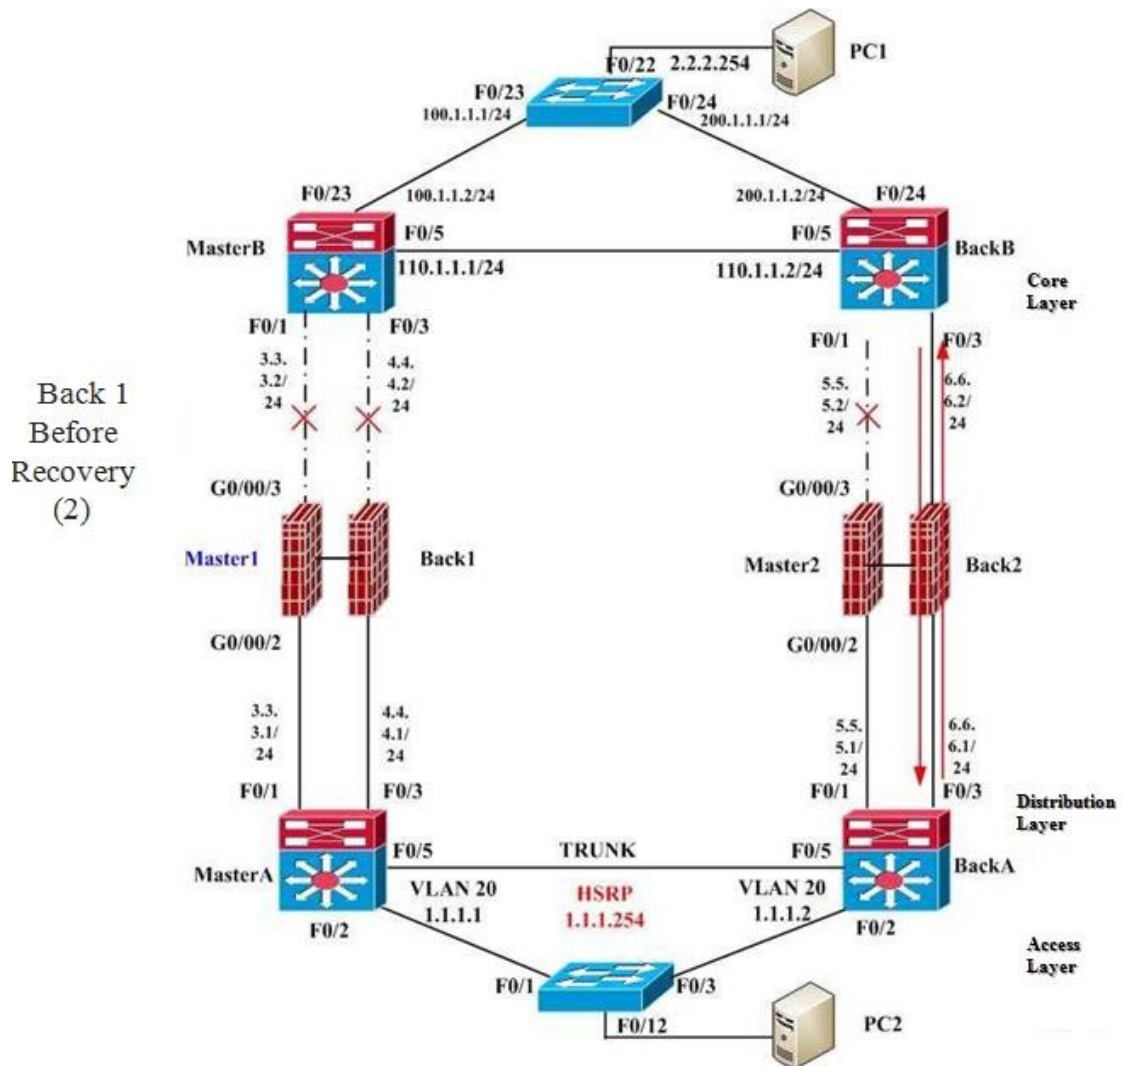 PC1
F0/22
2.2.2.254
F0/23
F0/24
100.1.1.1/24
200.1.1.1/24
F0/23
100.1.1.2/24
200.1.1.2/24
F0/24
MasterB
F0/5
F0/5
BackB
110.1.1.1/24
110.1.1.2/24
Core
Layer
F0/1
F0/3
F0/1
F0/3
3.3.
3.2/
24
4.4.
4.2/
24
5.5.
5.2/
24
6.6.
6.2/
24
Back 1
Before
Recovery
(2)
G0/00/3
G0/00/3
Master1
Back1
Master2
Back2
G0/00/2
G0/00/2
3.3.
3.1/
24
4.4.
4.1/
24
5.5.
5.1/
24
6.6.
6.1/
24
F0/1
F0/3
F0/1
F0/3
Distribution
Layer
MasterA
F0/5
TRUNK
F0/5
BackA
VLAN 20
1.1.1.1
HSRP
1.1.1.254
VLAN 20
1.1.1.2
F0/2
F0/2
Access
Layer
F0/1
F0/3
F0/12
PC2